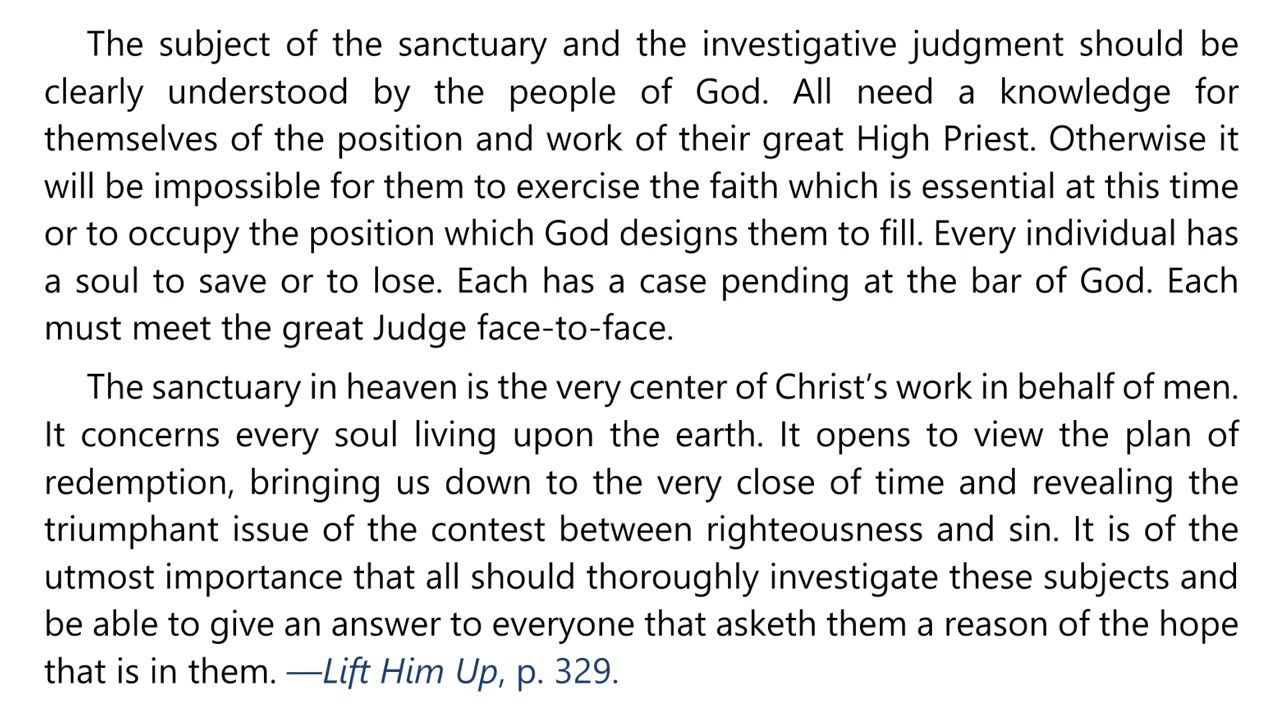 The subject of the sanctuary and the investigative judgment should be
clearly understood by the people of God. All need a knowledge for
themselves of the position and work of their great High Priest. Otherwise it
will be impossible for them to exercise the faith which is essential at this time
or to occupy the position which God designs them to fill. Every individual has
a soul to save or to lose. Each has a case pending at the bar of God. Each
must meet the great Judge face-to-face.
The sanctuary in heaven is the very center of Christ’s work in behalf of men.
It concerns every soul living upon the earth. It opens to view the plan of
redemption, bringing us down to the very close of time and revealing the
triumphant issue of the contest between righteousness and sin. It is of the
utmost importance that all should thoroughly investigate these subjects and
be able to give an answer to everyone that asketh them a reason of the hope
that is in them. —Lift Him Up, p. 329.